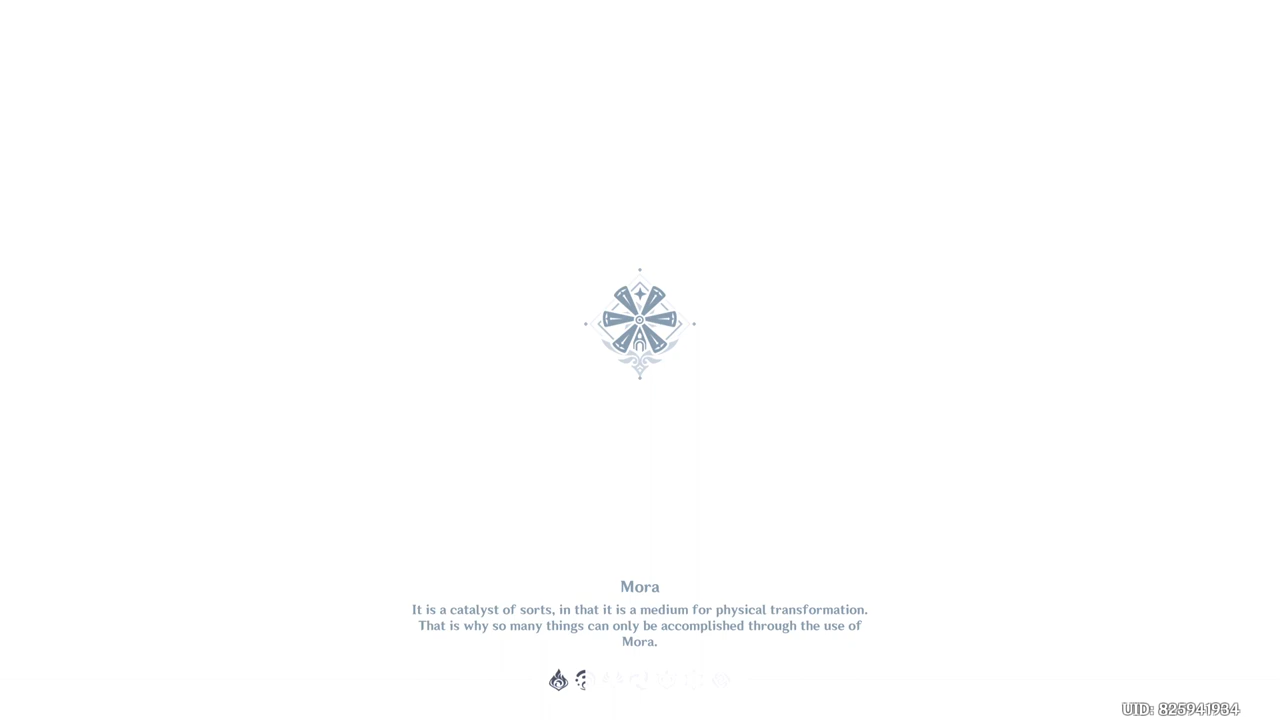 Mora
It is a catalyst of sorts, in that it is a medium for physical transformation.
That is why so many things can only be accomplished through the use of
Mora.
UID: 825941934